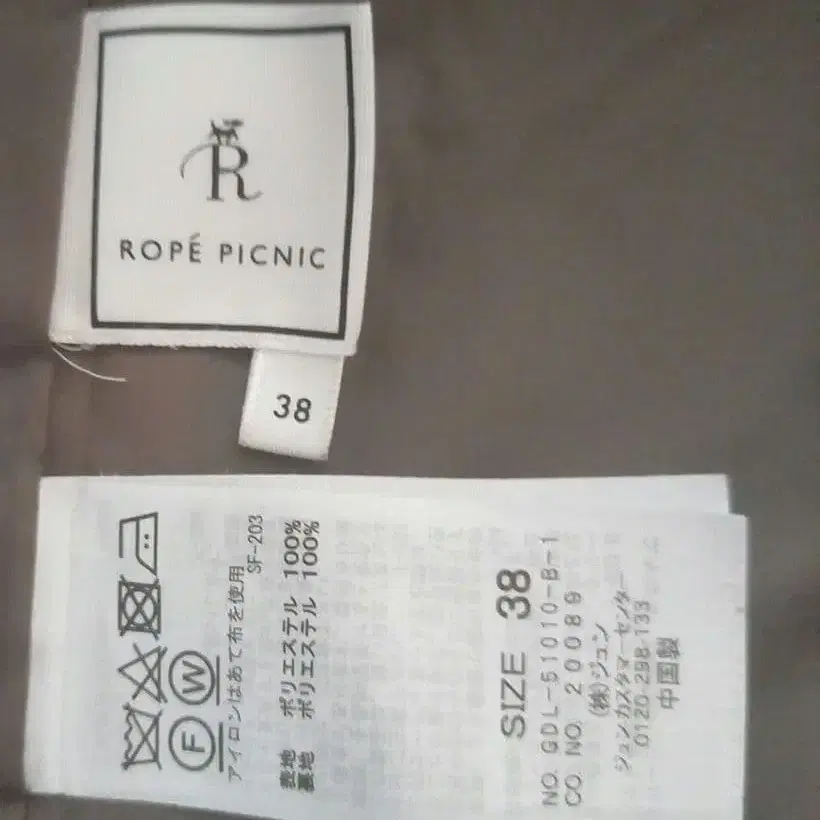 R
ROPÉ PICNIC
38
F W
アイロンはあて布を使用
SF-203
表地 ポリエステル 100%
裏地 ポリエステル 100%
SIZE 38
NO. GDL-51010-B-1
CO. NO. 20089
(株)ジュン
ジュンカスタマーセンター
0120-298-133
中国製